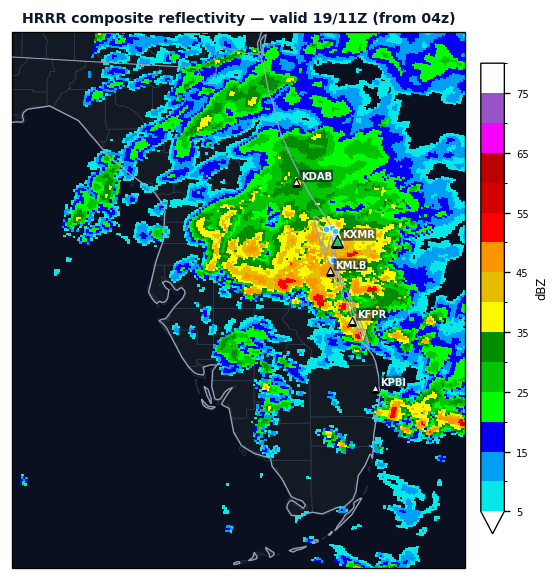 HRRR composite reflectivity — valid 19/11Z (from 04z)
KDAB
KXMR
KMLB
KFPR
KPBI
75
65
55
45
35
25
15
5
dBZ